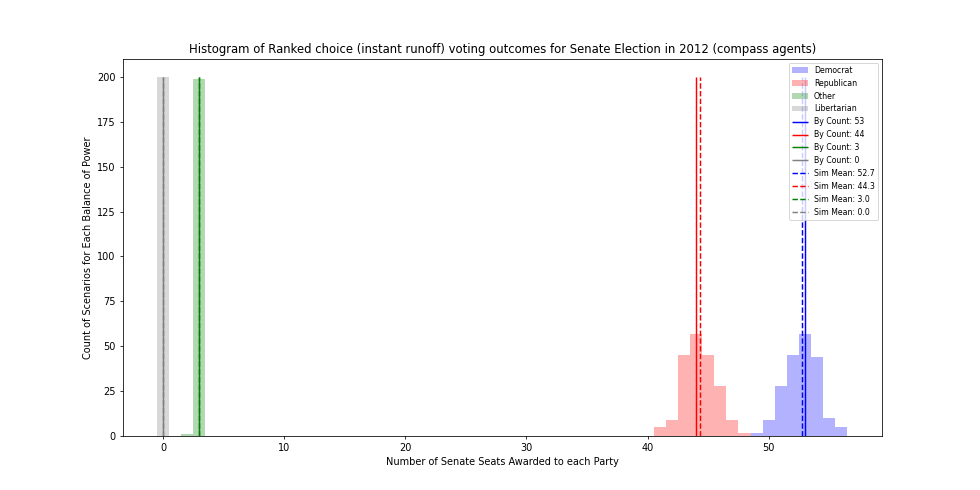 Histogram of Ranked choice (instant runoff) voting outcomes for Senate Election in 2012 (compass agents)
Count of Scenarios for Each Balance of Power
200
175
150
125
100
75
50
25
0
Democrat
Republican
Other
Libertarian
By Count: 53
By Count: 44
By Count: 3
By Count: 0
Sim Mean: 52.7
Sim Mean: 44.3
Sim Mean: 3.0
Sim Mean: 0.0
0 10 20 30 40 50
Number of Senate Seats Awarded to each Party